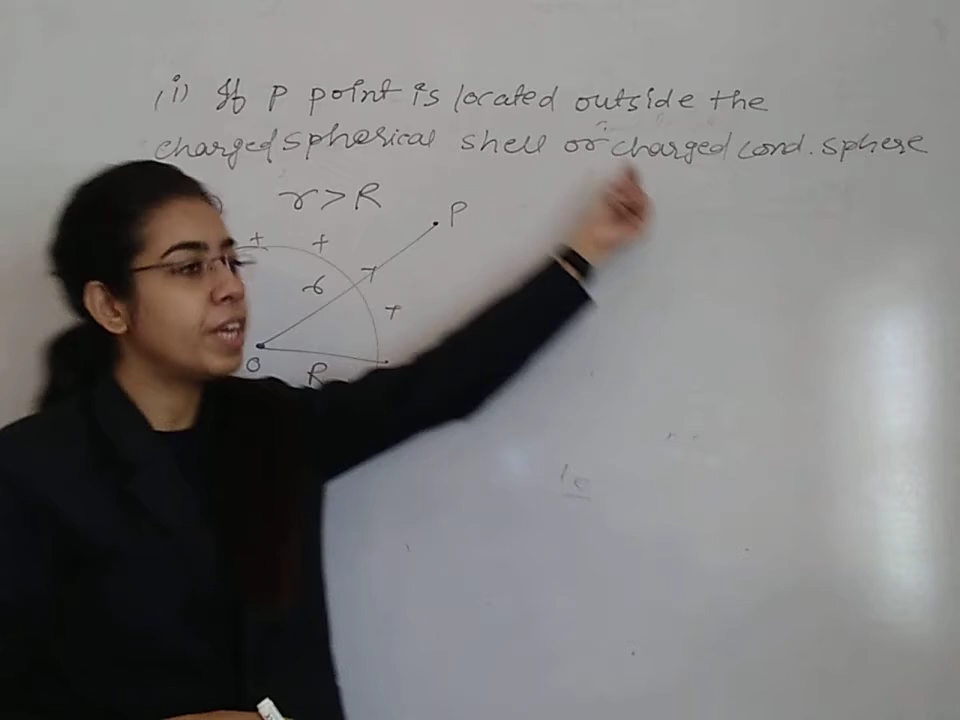 (i) If P point is located outside the
charged spherical shell or charged cond. sphere
r > R
P
+ +
r +
+
O
R